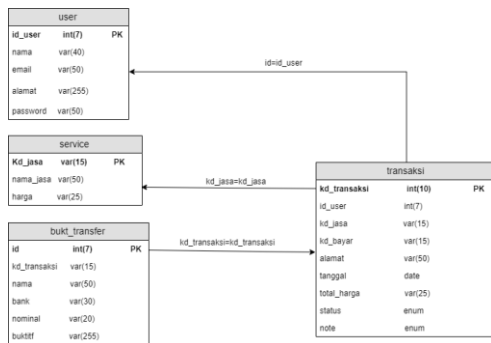 user
id_user int(7) PK
nama var(40)
email var(50)
alamat var(255)
password var(50)
id=id_user
service
Kd_jasa var(15) PK
nama_jasa var(50)
harga var(25)
kd_jasa=kd_jasa
transaksi
kd_transaksi int(10) PK
id_user int(7)
kd_jasa var(15)
kd_bayar var(15)
alamat var(50)
tanggal date
total_harga var(25)
status enum
note enum
bukt_transfer
id int(7) PK
kd_transaksi var(15)
nama var(50)
bank var(30)
nominal var(20)
buktitf var(255)
kd_transaksi=kd_transaksi